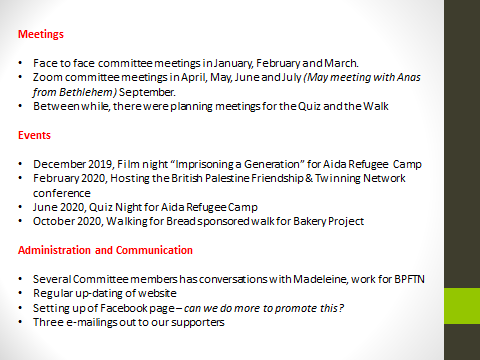 Meetings
• Face to face committee meetings in January, February and March.
• Zoom committee meetings in April, May, June and July (May meeting with Anas
from Bethlehem) September.
• Between while, there were planning meetings for the Quiz and the Walk
Events
• December 2019, Film night “Imprisoning a Generation” for Aida Refugee Camp
• February 2020, Hosting the British Palestine Friendship & Twinning Network
conference
• June 2020, Quiz Night for Aida Refugee Camp
• October 2020, Walking for Bread sponsored walk for Bakery Project
Administration and Communication
• Several Committee members has conversations with Madeleine, work for BPFTN
• Regular up-dating of website
• Setting up of Facebook page – can we do more to promote this?
• Three e-mailings out to our supporters